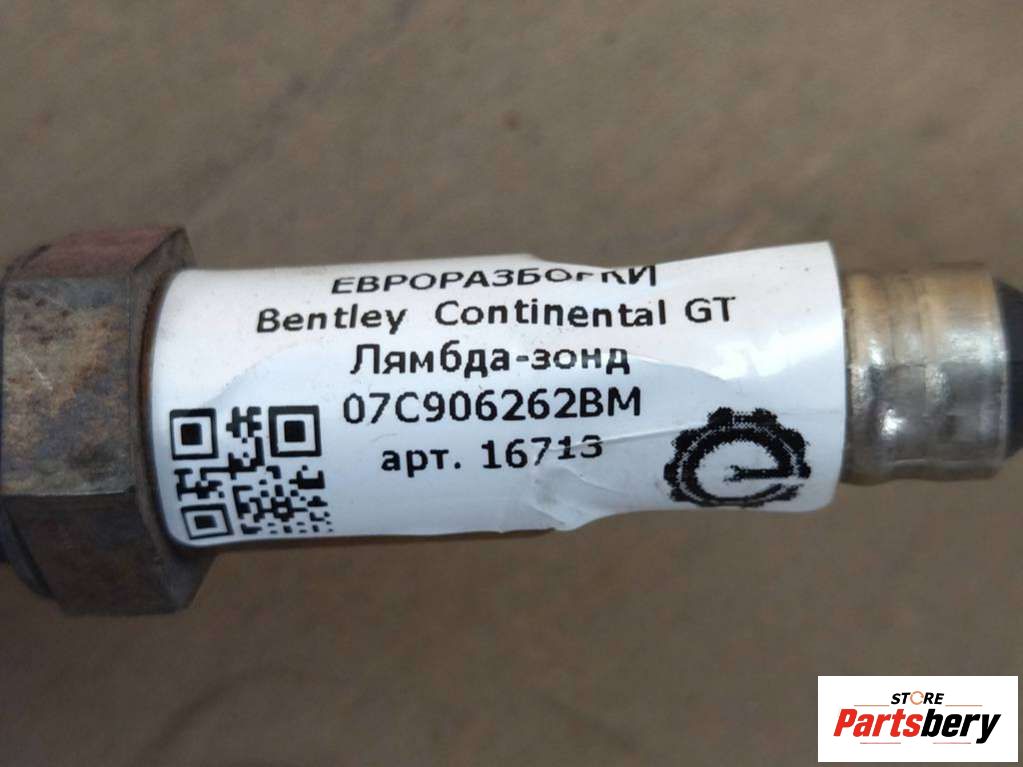 ЕВРОРАЗБОРКИ
Bentley Continental GT
Лямбда-зонд
07C906262BM
арт. 16713
STORE
Partsbery